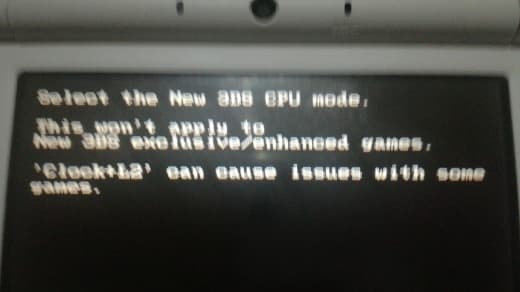 Select the New 3DS CPU mode.
This won't apply to
New 3DS exclusive/enhanced games.
'Clock+L2' can cause issues with some
games.